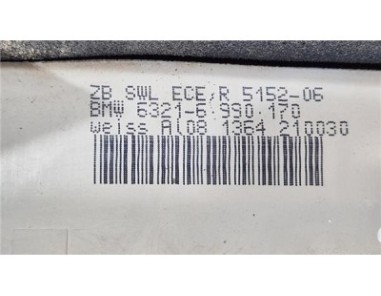 ZB SWL ECE,R 5152-06
BMW 6321-6 990 170
weiss Al08 1364 210030